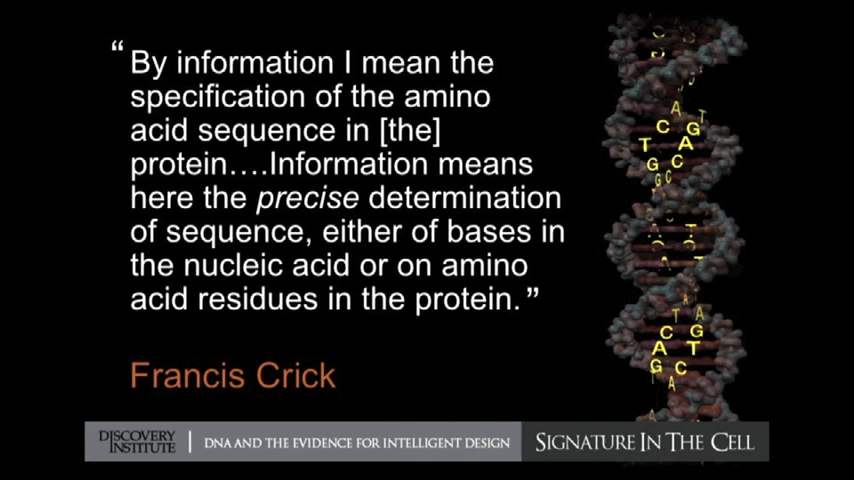 “ By information I mean the
specification of the amino
acid sequence in [the]
protein….Information means
here the precise determination
of sequence, either of bases in
the nucleic acid or on amino
acid residues in the protein. ”
Francis Crick
DISCOVERY
INSTITUTE
DNA AND THE EVIDENCE FOR INTELLIGENT DESIGN
SIGNATURE IN THE CELL